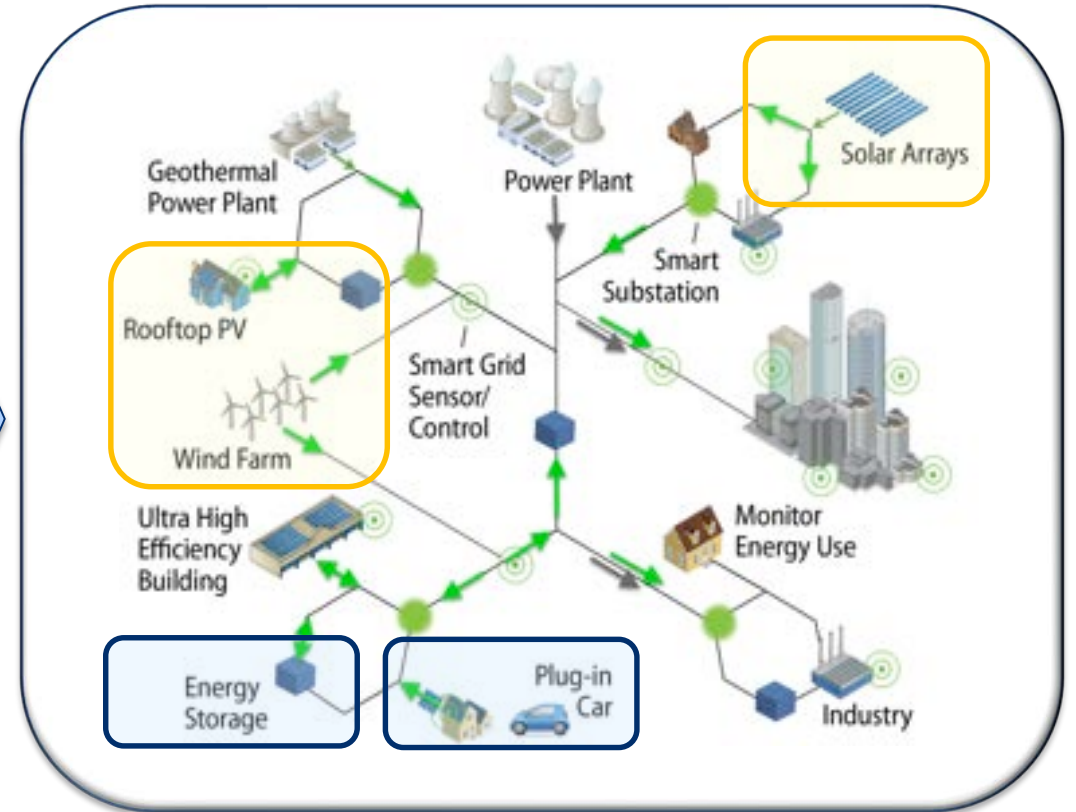 Geothermal
Power Plant
Power Plant
Solar Arrays
Smart
Substation
Rooftop PV
Smart Grid
Sensor/
Control
Wind Farm
Ultra High
Efficiency
Building
Monitor
Energy Use
Energy
Storage
Plug-in
Car
Industry